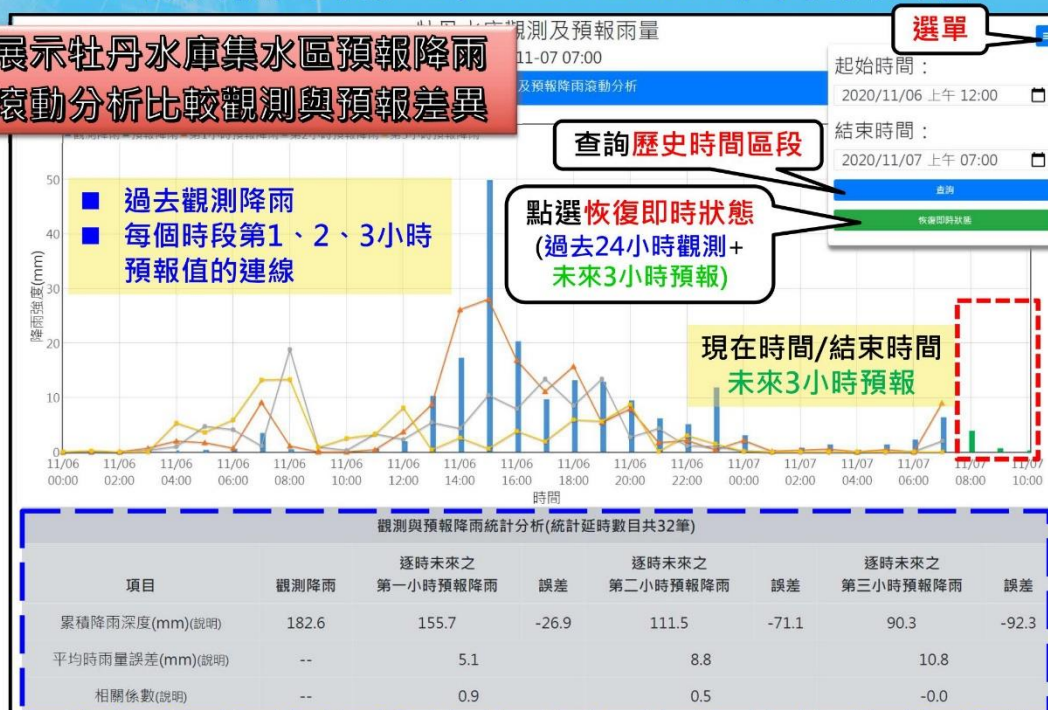 牡丹水庫觀測及預報雨量
11-07 07:00
展示牡丹水庫集水區預報降雨
滾動分析比較觀測與預報差異
及預報降雨滾動分析
選單
起始時間：
2020/11/06 上午 12:00
結束時間：
2020/11/07 上午 07:00
查詢
恢復即時狀態
查詢歷史時間區段
點選恢復即時狀態
(過去24小時觀測+
未來3小時預報)
■ 過去觀測降雨
■ 每個時段第1、2、3小時
預報值的連線
現在時間/結束時間
未來3小時預報
降雨強度(mm)
50
40
30
20
10
0
11/06 11/06 11/06 11/06 11/06 11/06 11/06 11/06 11/06 11/06 11/06 11/06 11/07 11/07 11/07 11/07 11/07 11/07
00:00 02:00 04:00 06:00 08:00 10:00 12:00 14:00 16:00 18:00 20:00 22:00 00:00 02:00 04:00 06:00 08:00 10:00
時間
觀測與預報降雨統計分析(統計延時數目共32筆)
項目 觀測降雨 逐時未來之 第一小時預報降雨 誤差 逐時未來之 第二小時預報降雨 誤差 逐時未來之 第三小時預報降雨 誤差
累積降雨深度(mm)(說明) 182.6 155.7 -26.9 111.5 -71.1 90.3 -92.3
平均時雨量誤差(mm)(說明) -- 5.1 8.8 10.8
相關係數(說明) -- 0.9 0.5 -0.0